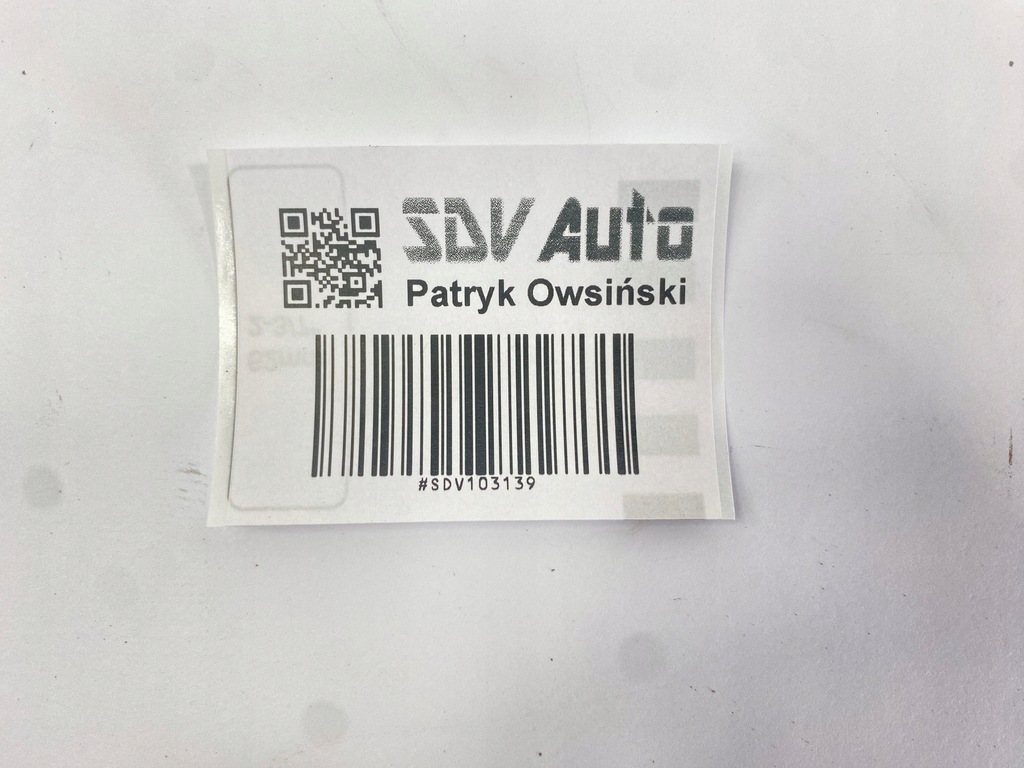 SDV Auto
Patryk Owsiński
#SDV103139